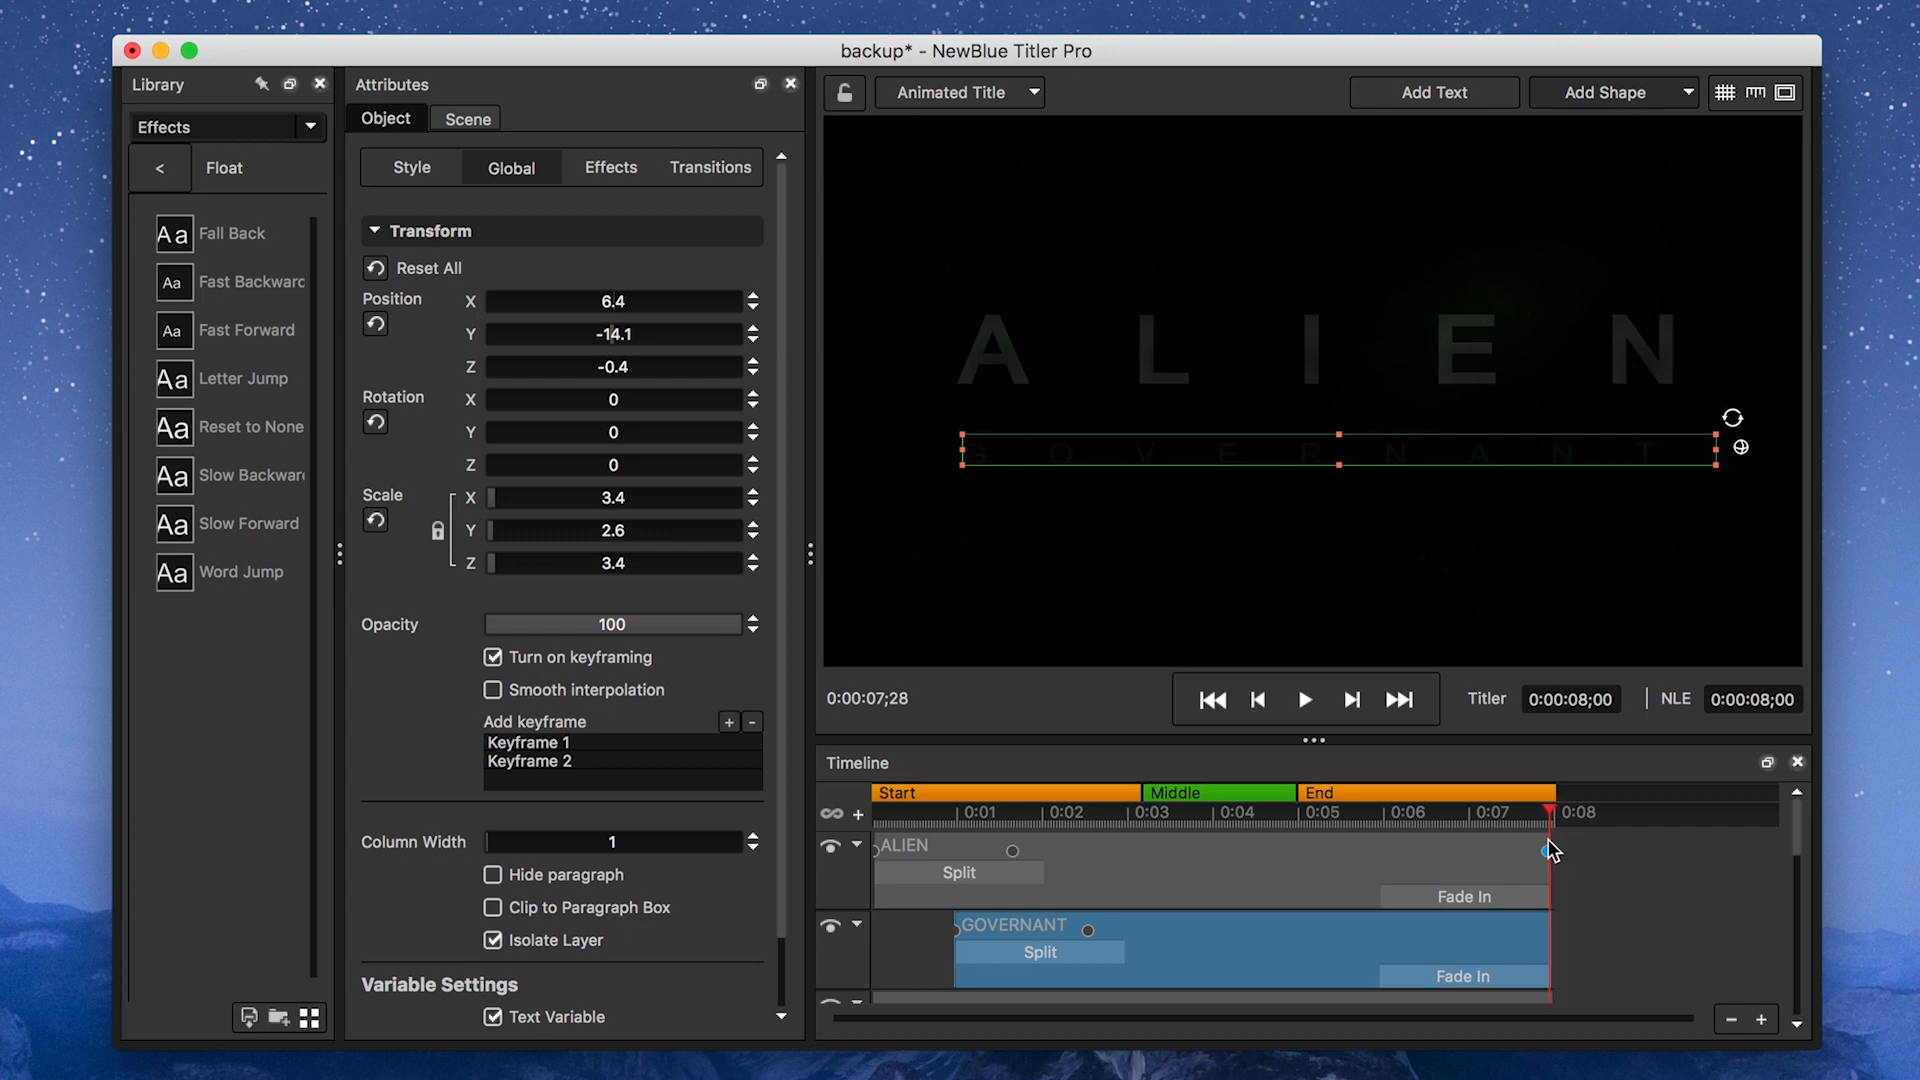 backup* - NewBlue Titler Pro
Library
Effects
<
Float
Aa Fall Back
Aa Fast Backward
Aa Fast Forward
Aa Letter Jump
Aa Reset to None
Aa Slow Backward
Aa Slow Forward
Aa Word Jump
Attributes
Object
Scene
Style
Global
Effects
Transitions
Transform
Reset All
Position
X 6.4
Y -14.1
Z -0.4
Rotation
X 0
Y 0
Z 0
Scale
X 3.4
Y 2.6
Z 3.4
Opacity
100
Turn on keyframing
Smooth interpolation
Add keyframe
+ -
Keyframe 1
Keyframe 2
Column Width
1
Hide paragraph
Clip to Paragraph Box
Isolate Layer
Variable Settings
Text Variable
Animated Title
Add Text
Add Shape
ALIEN
GOVERNANT
0:00:07;28
Titler
0:00:08;00
NLE
0:00:08;00
Timeline
Start
Middle
End
+
0:01 0:02 0:03 0:04 0:05 0:06 0:07 0:08
ALIEN
Split
Fade In
GOVERNANT
Split
Fade In
- +